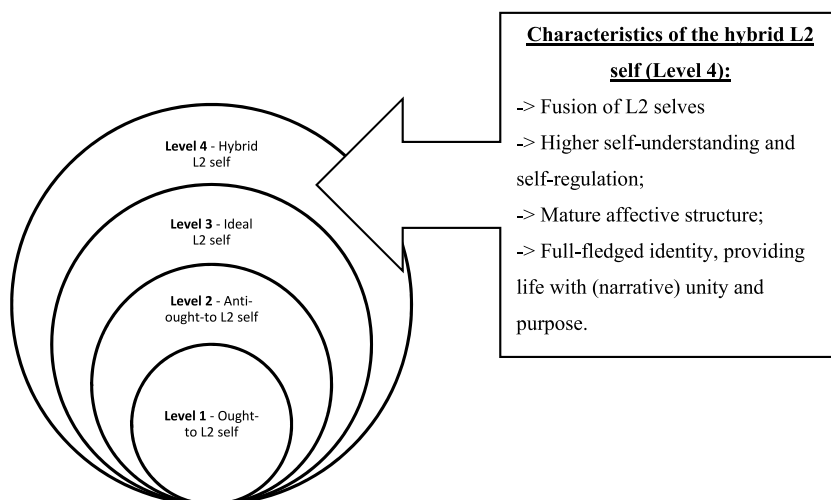 Characteristics of the hybrid L2
self (Level 4):
-> Fusion of L2 selves
-> Higher self-understanding and
self-regulation;
-> Mature affective structure;
-> Full-fledged identity, providing
life with (narrative) unity and
purpose.
Level 4 - Hybrid
L2 self
Level 3 - Ideal
L2 self
Level 2 - Anti-
ought-to L2 self
Level 1 - Ought-
to L2 self